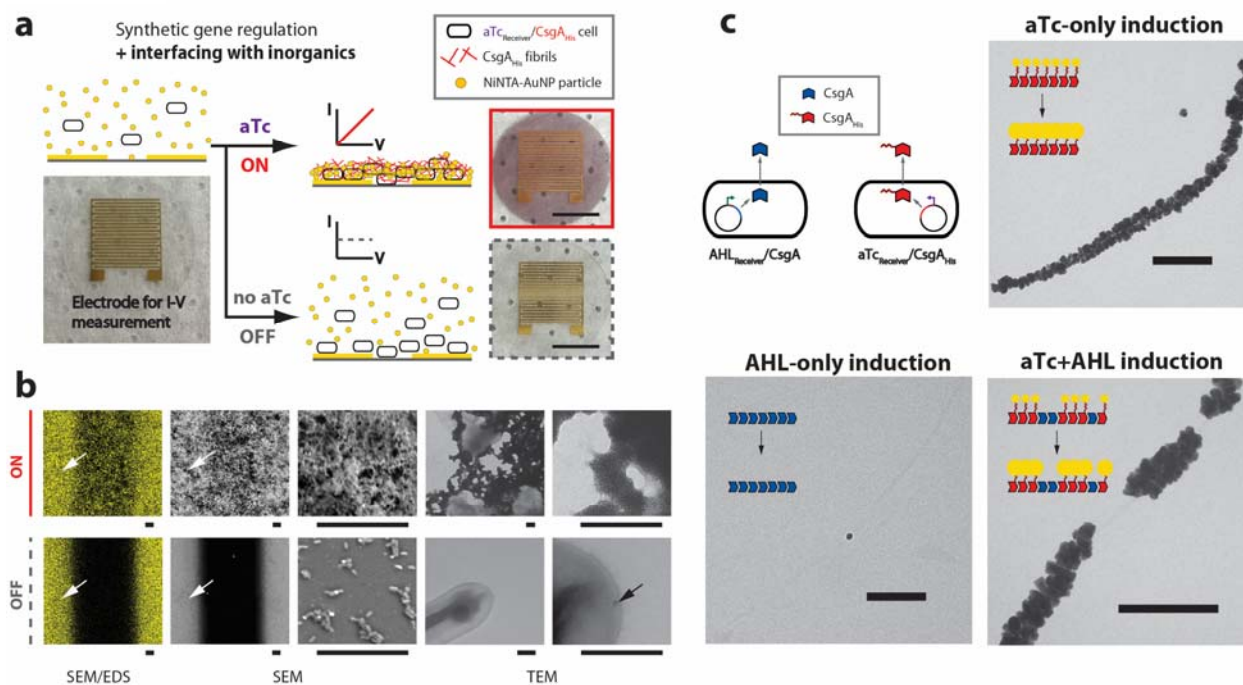 a
Synthetic gene regulation
+ interfacing with inorganics
aTcReceiver/CsgAHis cell
CsgAHis fibrils
NiNTA-AuNP particle
aTc
ON
I
V
Electrode for I-V
measurement
no aTc
OFF
I
V
b
ON
OFF
SEM/EDS
SEM
TEM
c
aTc-only induction
CsgA
CsgAHis
AHLReceiver/CsgA
aTcReceiver/CsgAHis
AHL-only induction
aTc+AHL induction